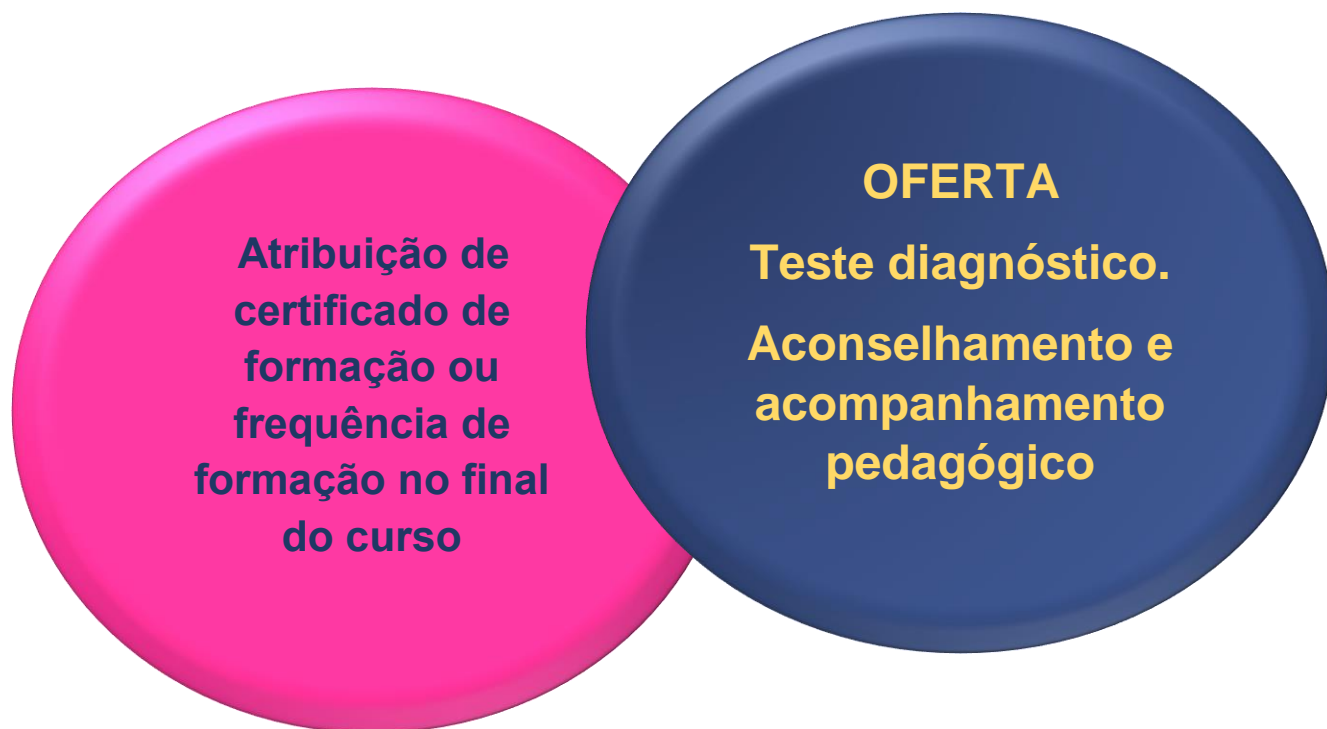 Atribuição de
certificado de
formação ou
frequência de
formação no final
do curso
OFERTA
Teste diagnóstico.
Aconselhamento e
acompanhamento
pedagógico